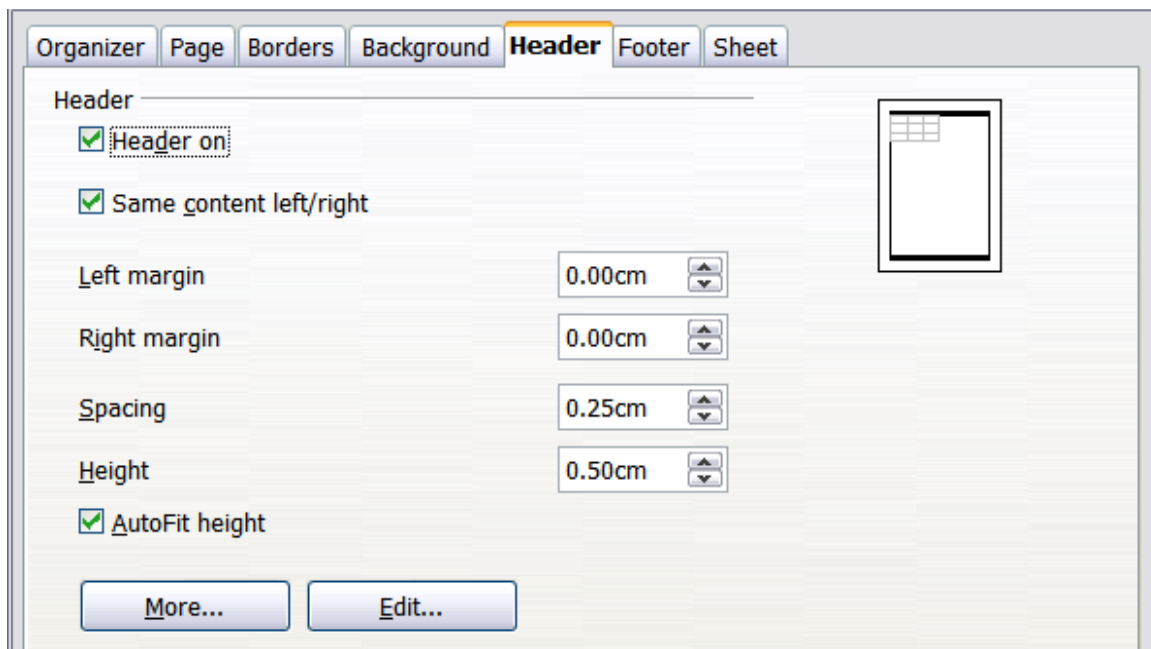 Organizer Page Borders Background Header Footer Sheet
Header
Header on
Same content left/right
Left margin 0.00cm
Right margin 0.00cm
Spacing 0.25cm
Height 0.50cm
AutoFit height
More... Edit...